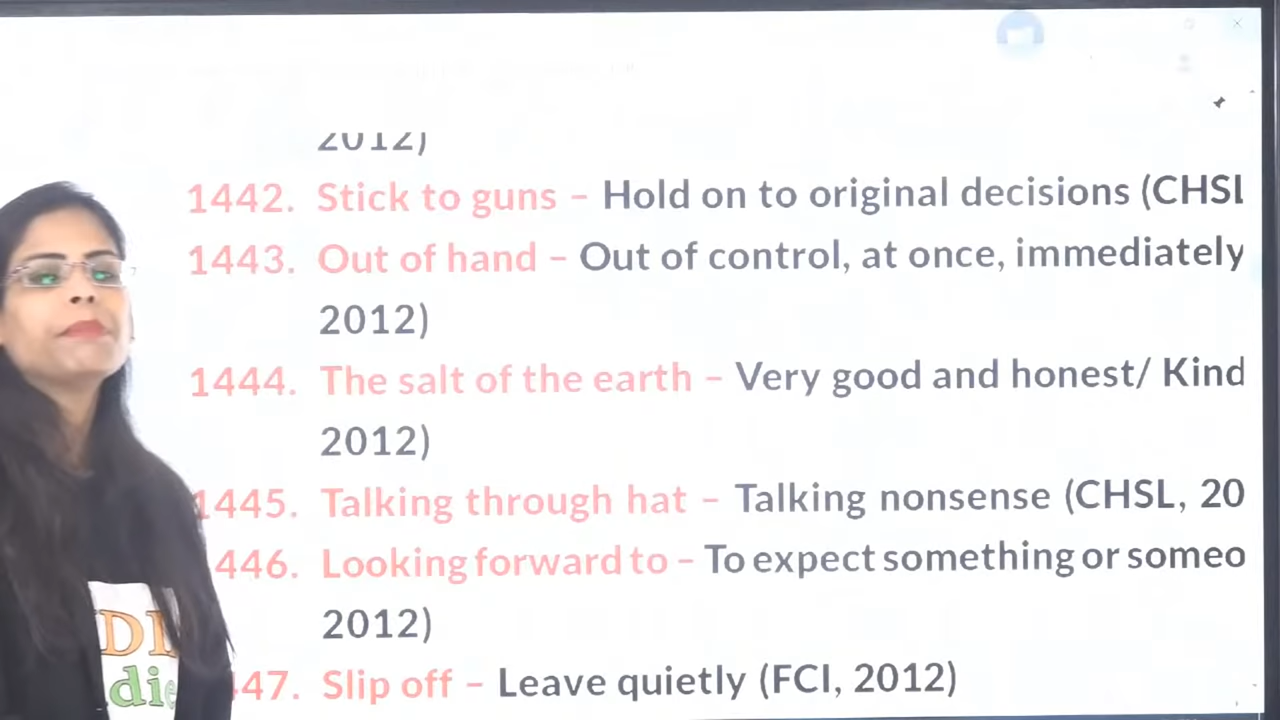 2012)
1442. Stick to guns – Hold on to original decisions (CHSL
1443. Out of hand – Out of control, at once, immediately
2012)
1444. The salt of the earth – Very good and honest/ Kind
2012)
1445. Talking through hat – Talking nonsense (CHSL, 20
446. Looking forward to – To expect something or someo
2012)
47. Slip off – Leave quietly (FCI, 2012)
die